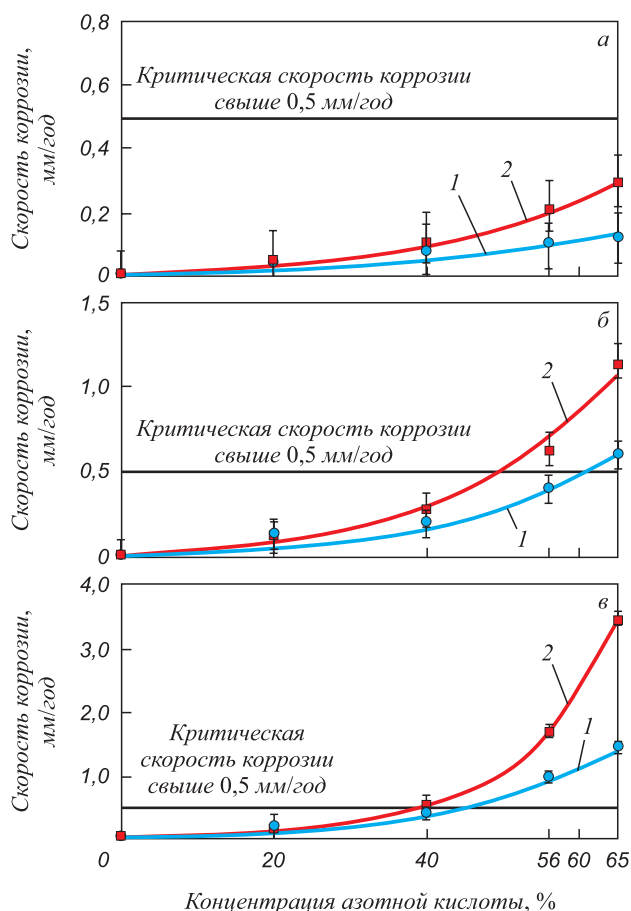 0,8
а
Критическая скорость коррозии
свыше 0,5 мм/год
0,4
0,2
0
1
2
Скорость коррозии,
мм/год
1,5
б
1,0
Критическая скорость коррозии
свыше 0,5 мм/год
0,5
0
2
1
Скорость коррозии,
мм/год
4,0
в
3,0
2,0
Критическая
скорость коррозии
свыше 0,5 мм/год
1,0
0
2
1
Скорость коррозии,
мм/год
0 20 40 56 60 65
Концентрация азотной кислоты, %